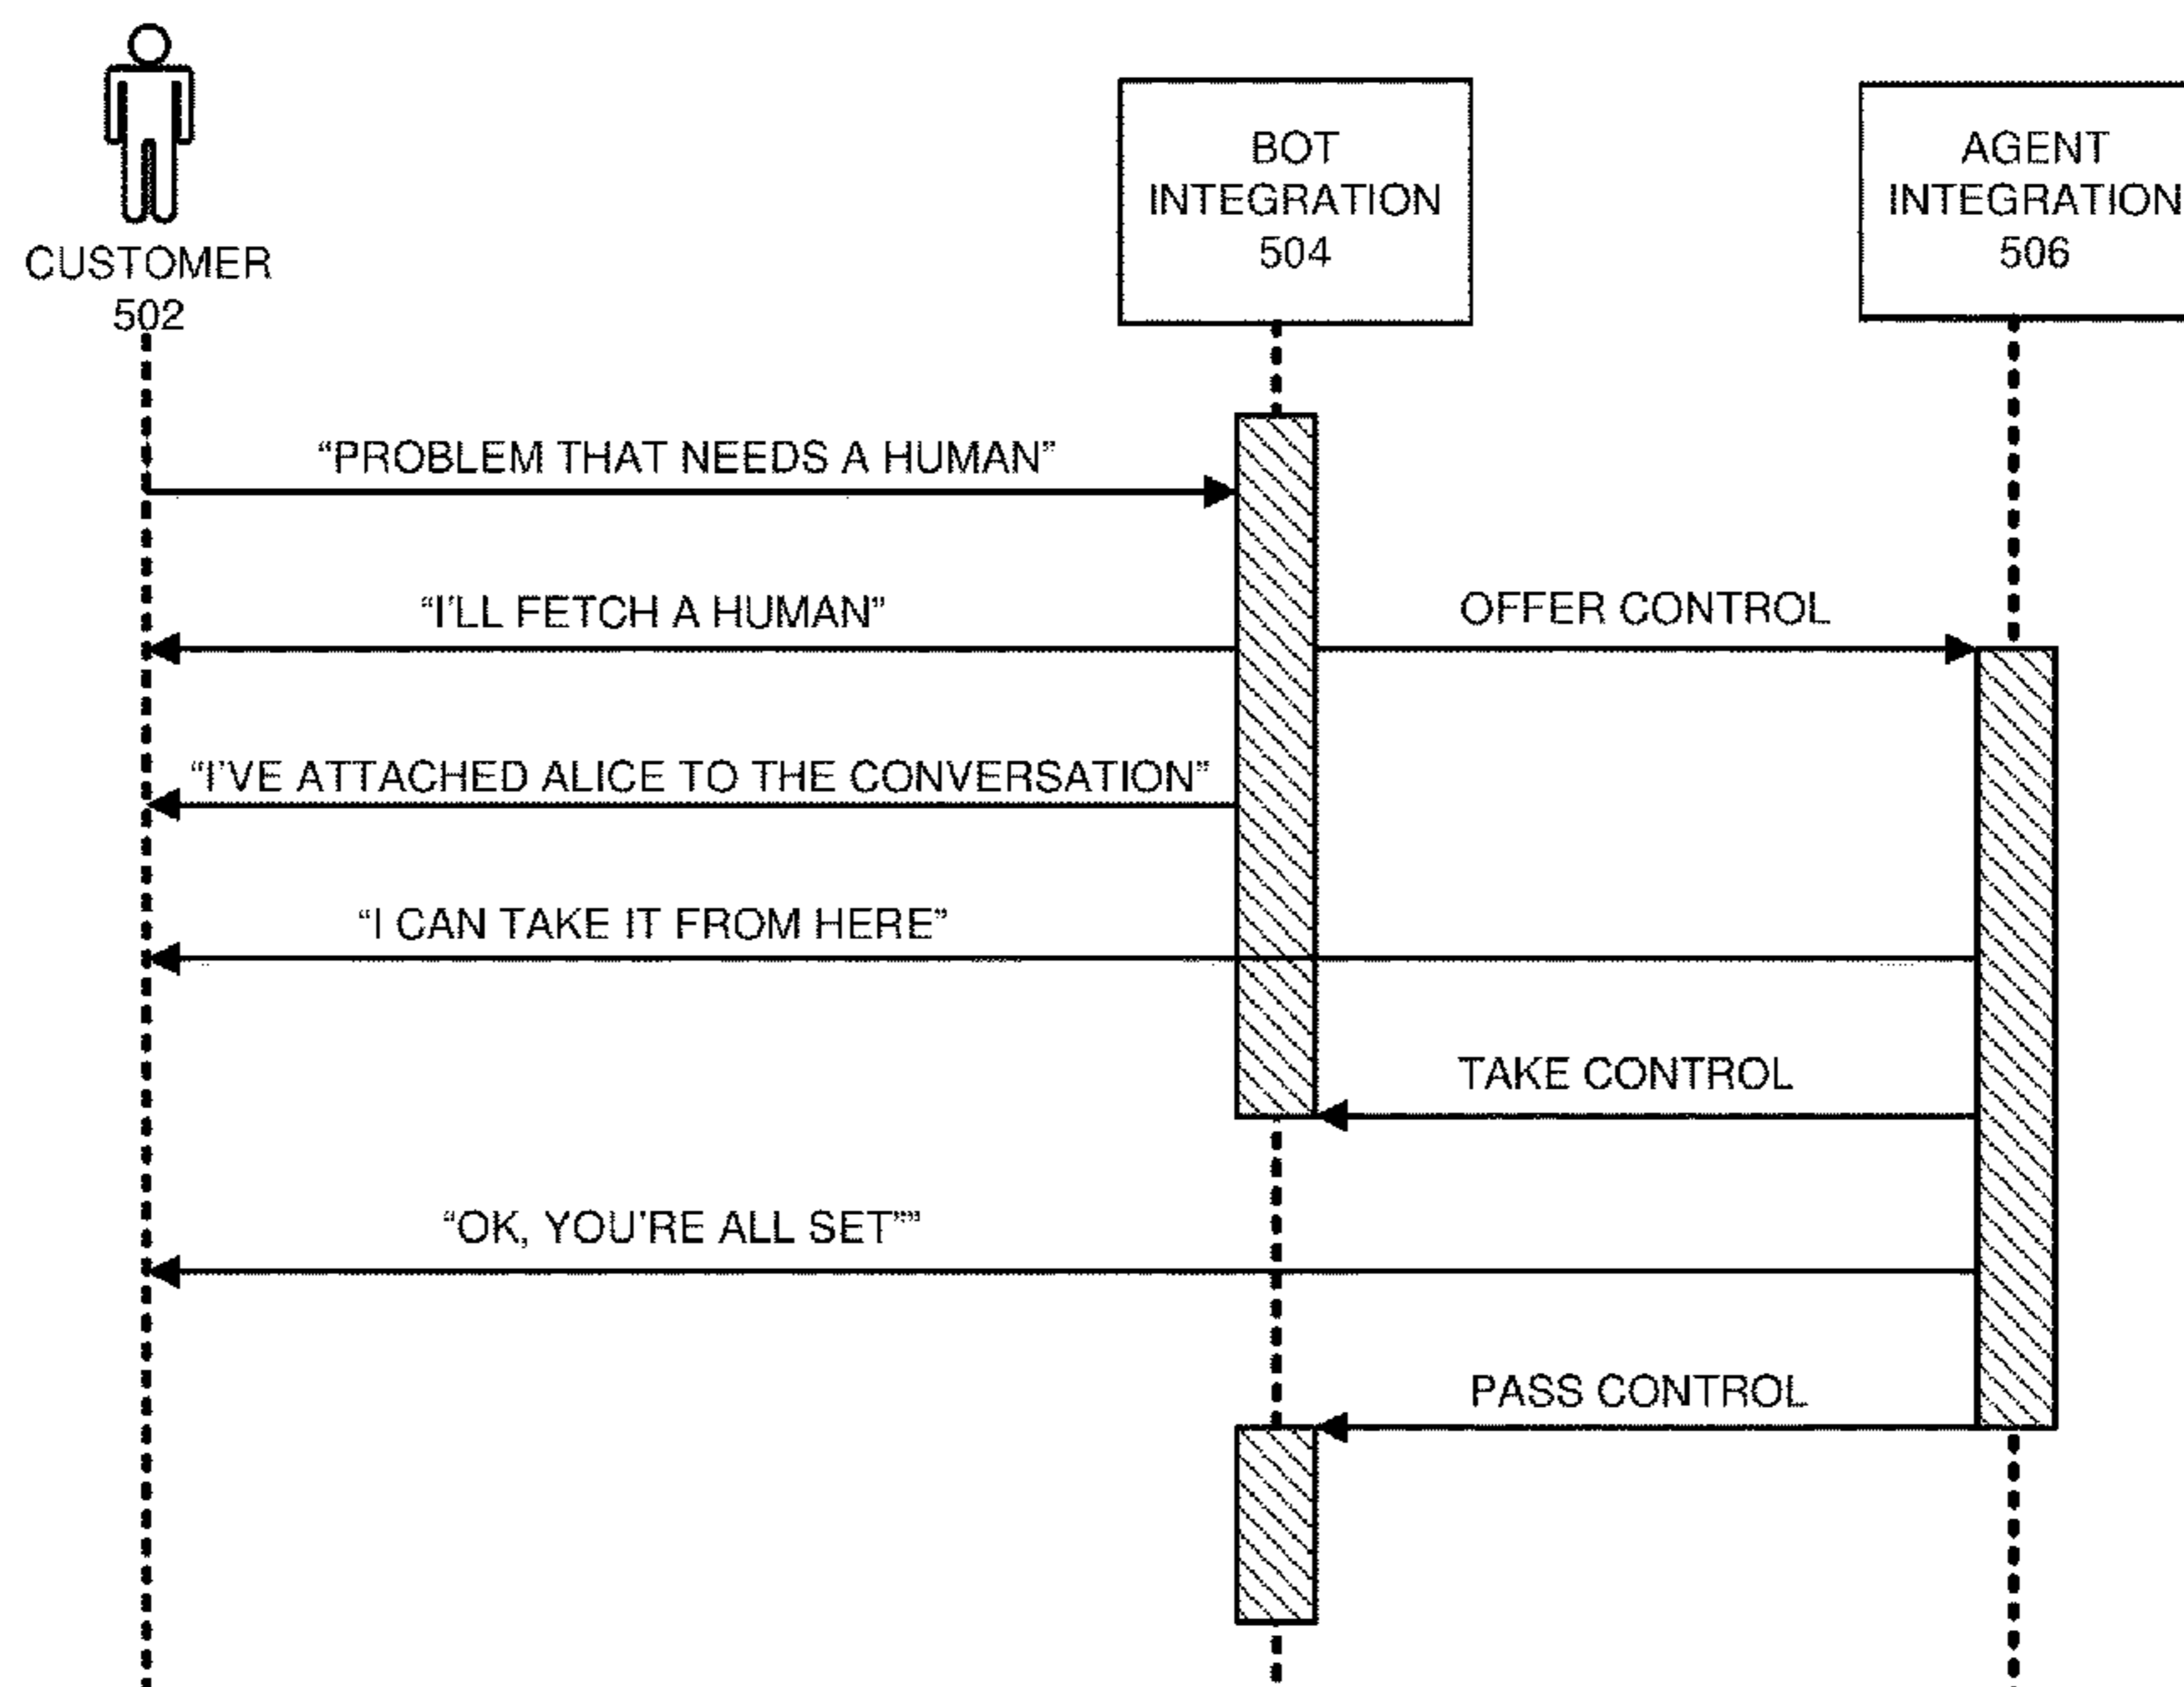 CUSTOMER
502
BOT
INTEGRATION
504
AGENT
INTEGRATION
506
“PROBLEM THAT NEEDS A HUMAN”
“I’LL FETCH A HUMAN”
OFFER CONTROL
“I’VE ATTACHED ALICE TO THE CONVERSATION”
“I CAN TAKE IT FROM HERE”
TAKE CONTROL
“OK, YOU’RE ALL SET””
PASS CONTROL